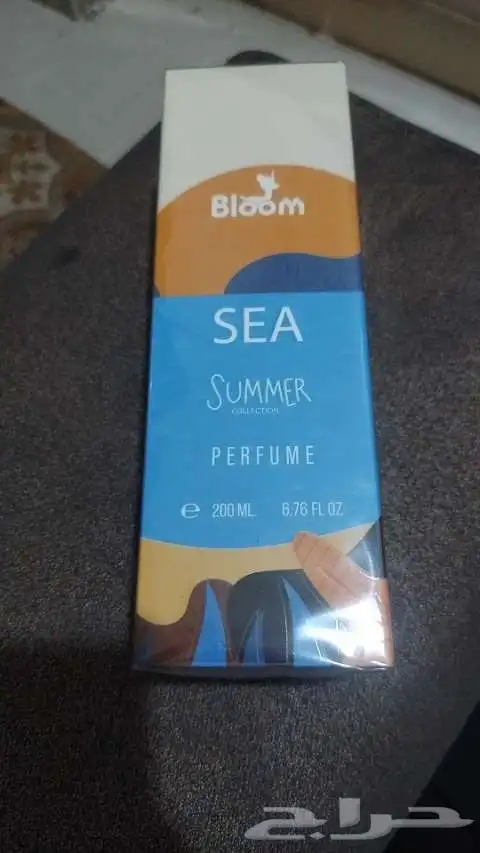 Bloom
SEA
SUMMER
COLLECTION
PERFUME
e 200 ML. 6.76 FL OZ
حراج